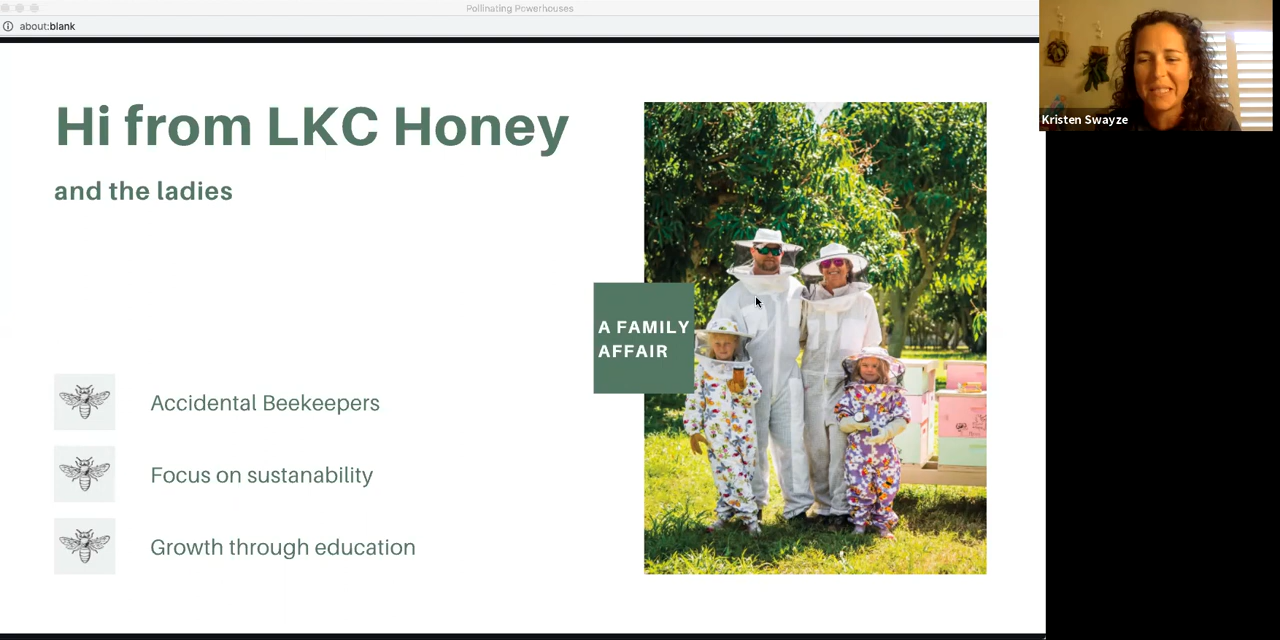 Pollinating Powerhouses
about:blank
Hi from LKC Honey
and the ladies
A FAMILY
AFFAIR
Accidental Beekeepers
Focus on sustanability
Growth through education
Kristen Swayze